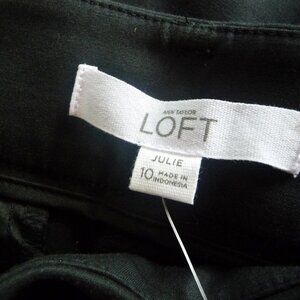 ANN TAYLOR
LOFT
JULIE
10 MADE IN
INDONESIA